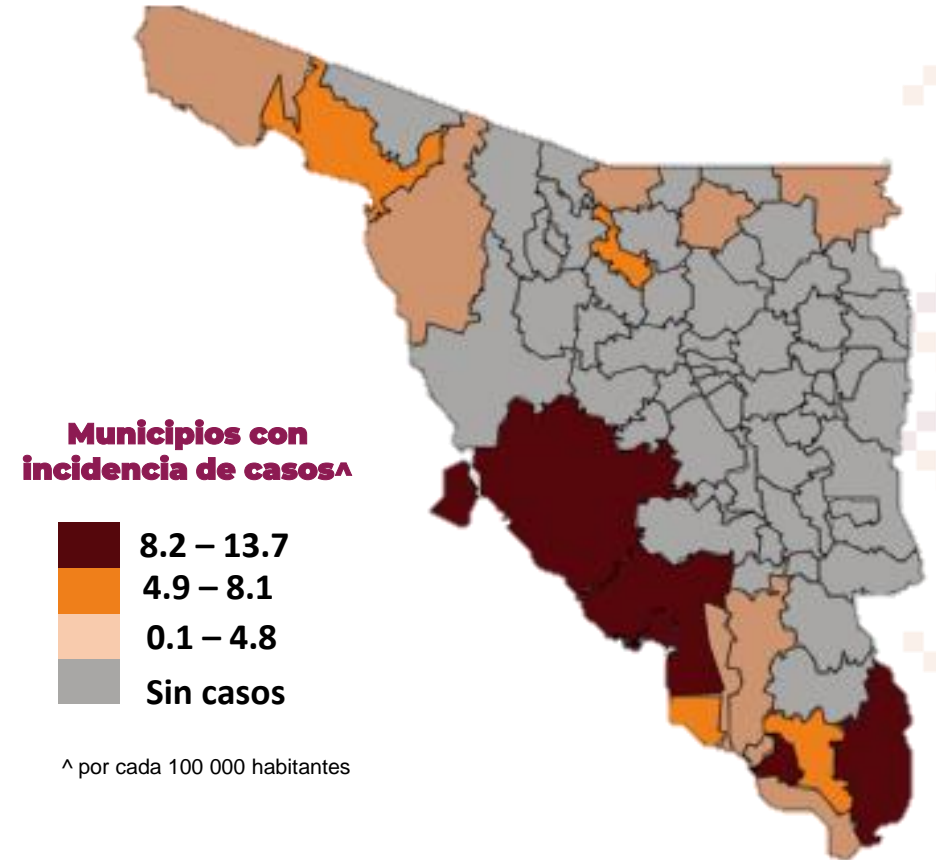 Municipios con
incidencia de casos^
8.2 – 13.7
4.9 – 8.1
0.1 – 4.8
Sin casos
^ por cada 100 000 habitantes